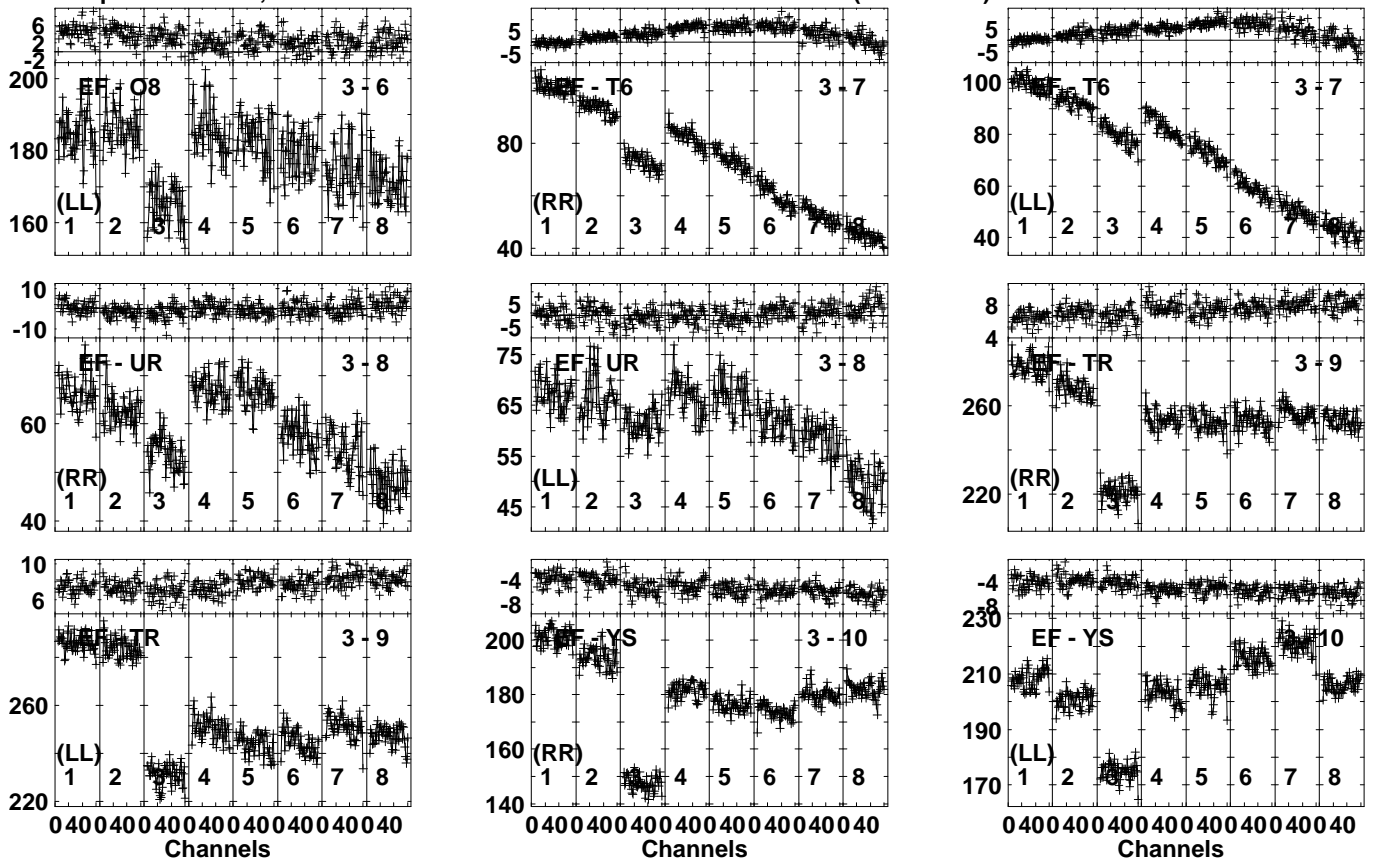 6 2 -2
5 -5
5 -5
200 180 160
EF - O8 3 - 6
(LL)
1 2 3 4 5 6 7 8
80 40
EF - T6 3 - 7
(RR)
1 2 3 4 5 6 7 8
100 80 60 40
EF - T6 3 - 7
(LL)
1 2 3 4 5 6 7 8
10 -10
5 -5
8 4
60 40
EF - UR 3 - 8
(RR)
1 2 3 4 5 6 7 8
75 65 55 45
EF - UR 3 - 8
(LL)
1 2 3 4 5 6 7 8
260 220
EF - TR 3 - 9
(RR)
1 2 3 4 5 6 7 8
10 6
-4 -8
-4 -8
260 220
EF - TR 3 - 9
(LL)
1 2 3 4 5 6 7 8
200 180 160 140
EF - YS 3 - 10
(RR)
1 2 3 4 5 6 7 8
230 210 190 170
EF - YS 3 - 10
(LL)
1 2 3 4 5 6 7 8
0 40 0 40 0 40 0 40 0 40 0 40 0 40 0 40
0 40 0 40 0 40 0 40 0 40 0 40 0 40 0 40
0 40 0 40 0 40 0 40 0 40 0 40 0 40 0 40
Channels
Channels
Channels